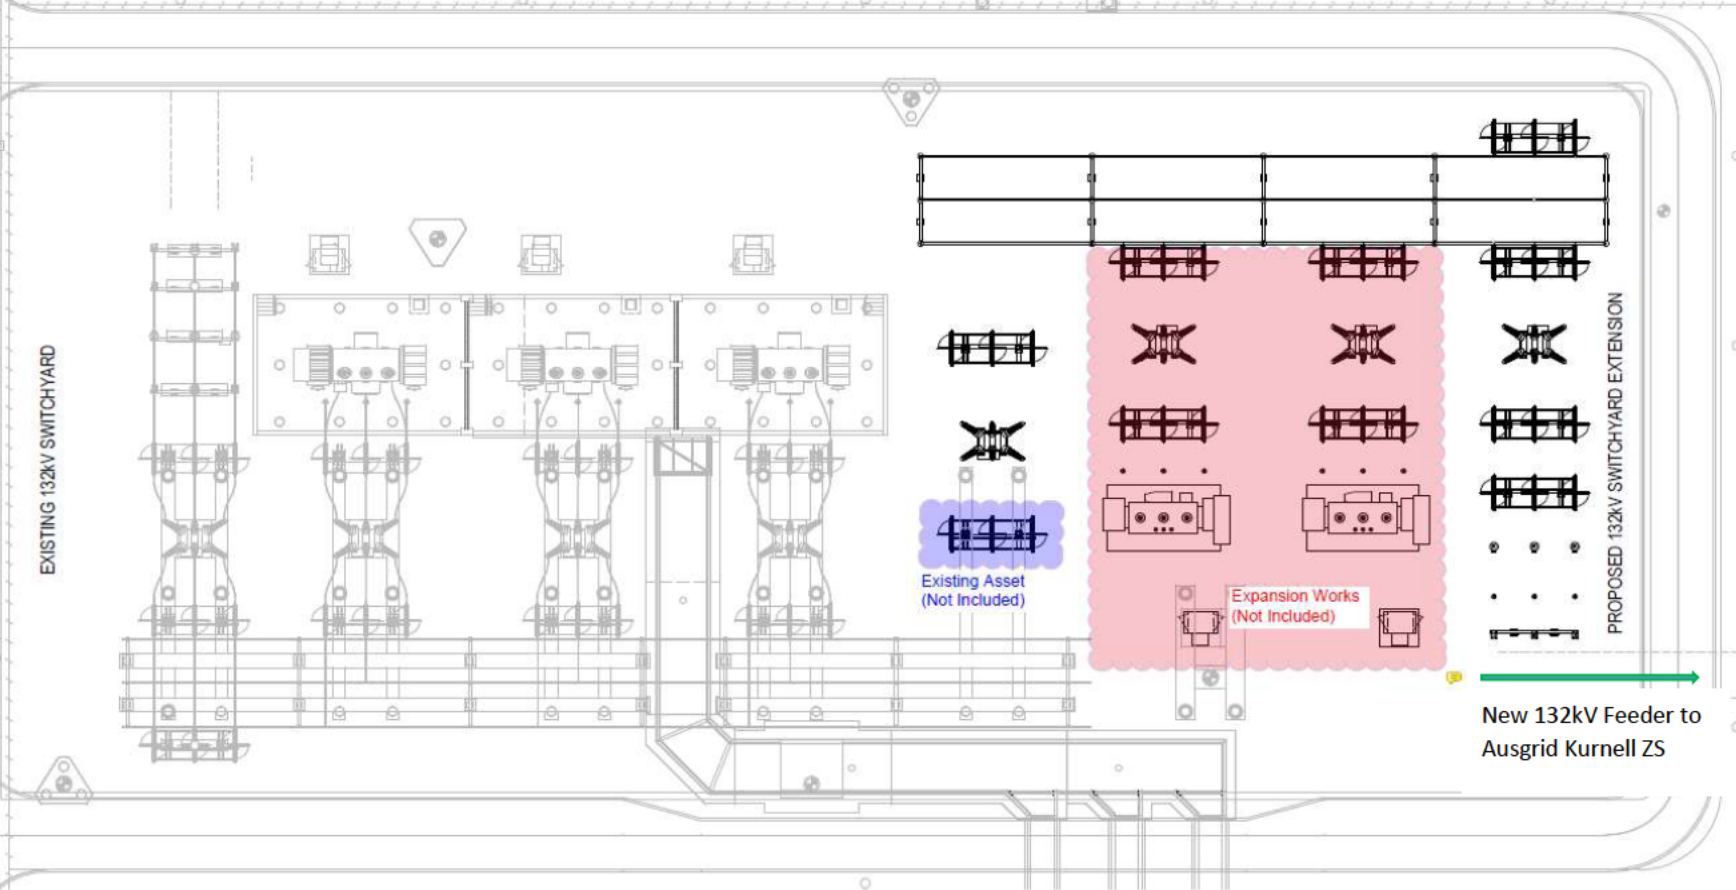 EXISTING 132kV SWITCHYARD
Existing Asset
(Not Included)
Expansion Works
(Not Included)
PROPOSED 132kV SWITCHYARD EXTENSION
New 132kV Feeder to
Ausgrid Kurnell ZS